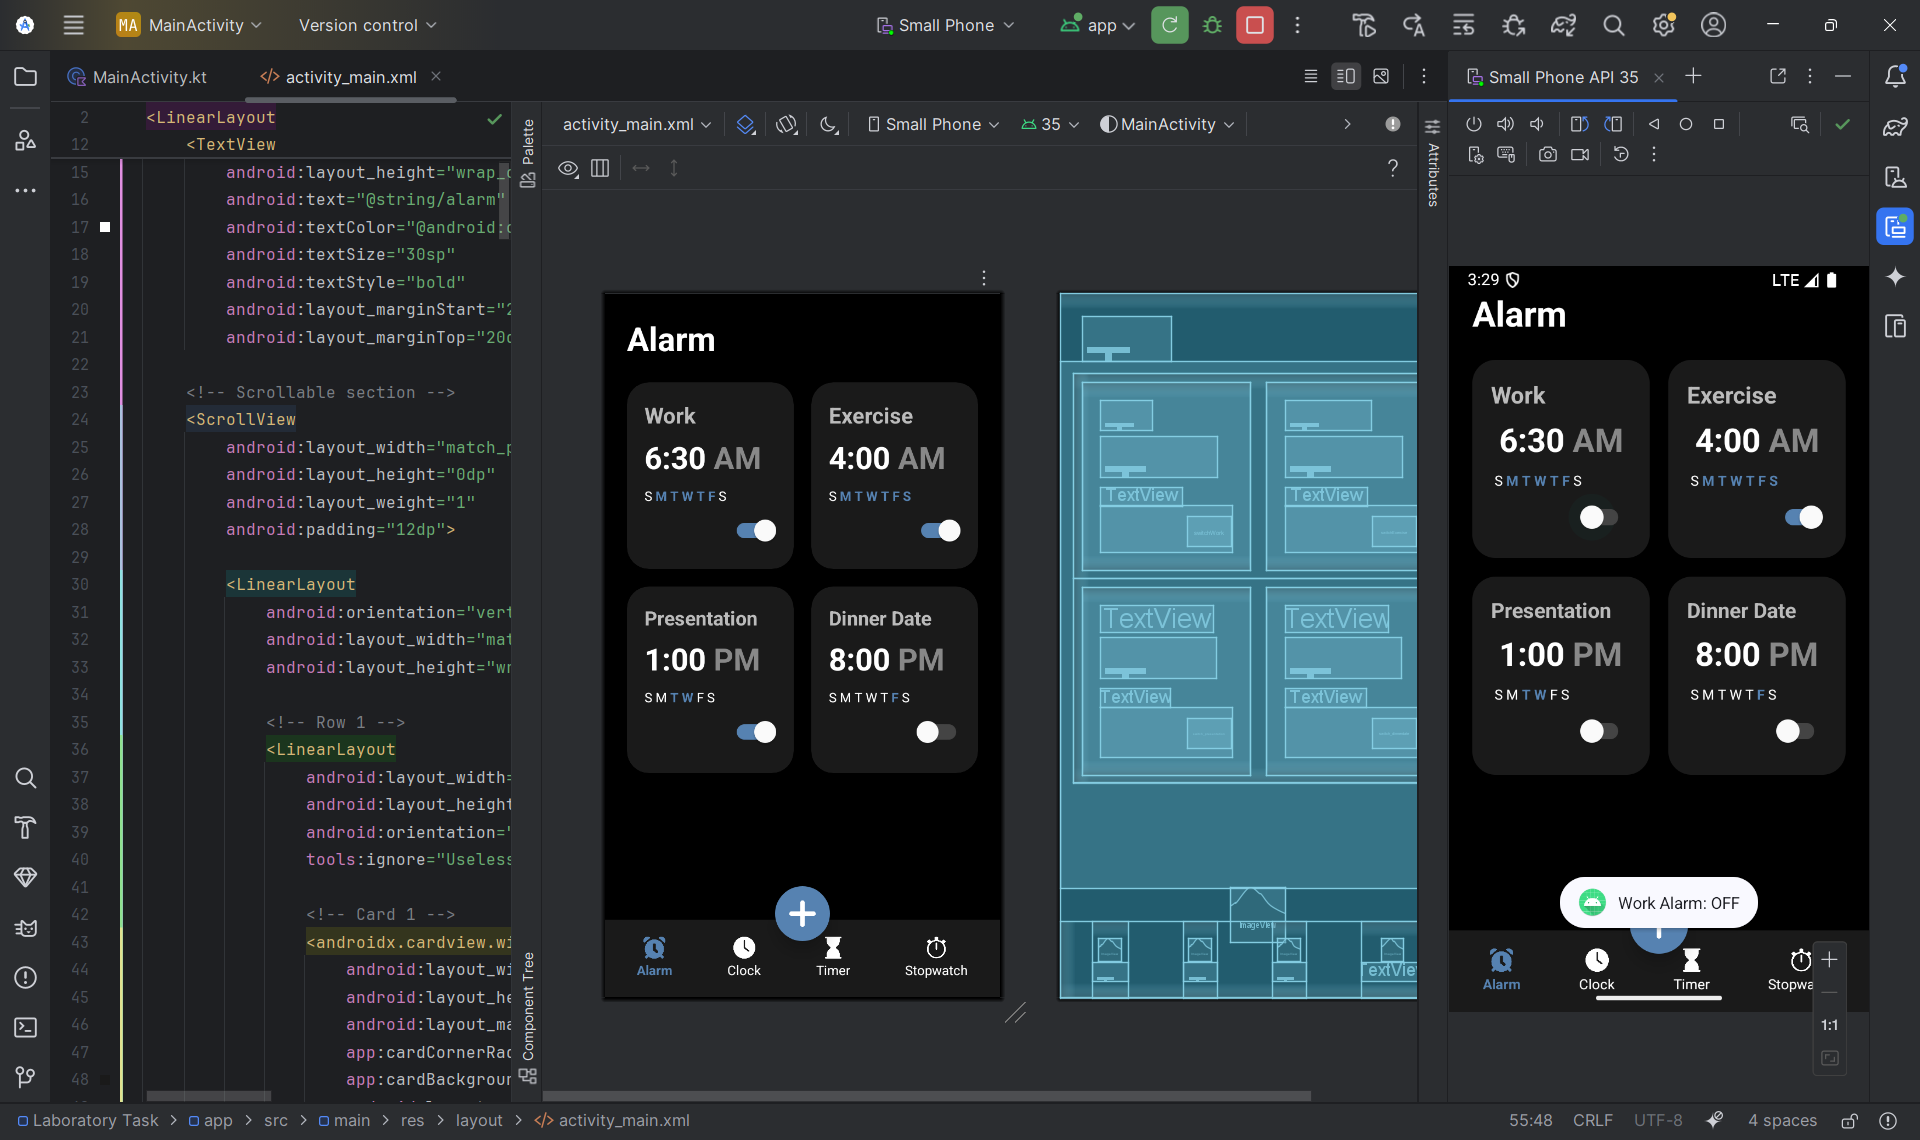 MA MainActivity Version control Small Phone app
MainActivity.kt activity_main.xml Small Phone API 35
2 <LinearLayout
12 <TextView
15 android:layout_height="wrap_
16 android:text="@string/alarm"
17 android:textColor="@android:
18 android:textSize="30sp"
19 android:textStyle="bold"
20 android:layout_marginStart="2
21 android:layout_marginTop="20
22
23 <!-- Scrollable section -->
24 <ScrollView
25 android:layout_width="match_p
26 android:layout_height="0dp"
27 android:layout_weight="1"
28 android:padding="12dp">
29
30 <LinearLayout
31 android:orientation="vert
32 android:layout_width="mat
33 android:layout_height="wr
34
35 <!-- Row 1 -->
36 <LinearLayout
37 android:layout_width=
38 android:layout_height
39 android:orientation="
40 tools:ignore="Useless
41
42 <!-- Card 1 -->
43 <androidx.cardview.wi
44 android:layout_wi
45 android:layout_he
46 android:layout_ma
47 app:cardCornerRad
48 app:cardBackgroun
Palette
Component Tree
activity_main.xml Small Phone 35 MainActivity
?
Attributes
Alarm
Work Exercise
6:30 AM 4:00 AM
SMTWTFS SMTWTFS
Presentation Dinner Date
1:00 PM 8:00 PM
SMTWFS SMTWTFS
Alarm Clock Timer Stopwatch
TextView TextView
TextView TextView
TextView TextView
ImageView
TextVie
3:29 LTE
Alarm
Work Exercise
6:30 AM 4:00 AM
SMTWTFS SMTWTFS
Presentation Dinner Date
1:00 PM 8:00 PM
SMTWFS SMTWTFS
Work Alarm: OFF
Alarm Clock Timer Stopwa
1:1
Laboratory Task > app > src > main > res > layout > activity_main.xml 55:48 CRLF UTF-8 4 spaces